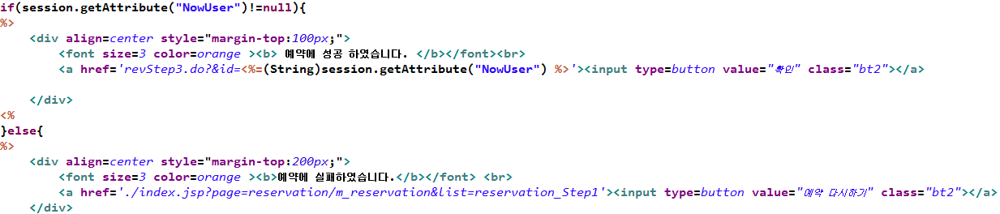 if(session.getAttribute("NowUser")!=null){
%>
<div align=center style="margin-top:100px;">
<font size=3 color=orange ><b> 예약에 성공 하였습니다. </b></font><br>
<a href='revStep3.do?&id=<%=(String)session.getAttribute("NowUser") %>'><input type=button value="확인" class="bt2"></a>
</div>
<%
}else{
%>
<div align=center style="margin-top:200px;">
<font size=3 color=orange ><b>예약에 실패하였습니다.</b></font> <br>
<a href='./index.jsp?page=reservation/m_reservation&list=reservation_Step1'><input type=button value="예약 다시하기" class="bt2"></a>
</div>